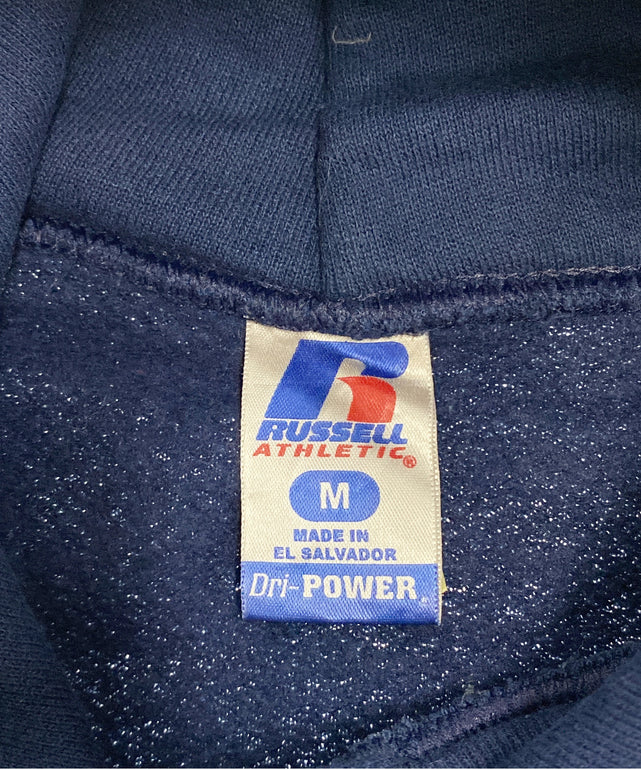 RUSSELL
ATHLETIC®
M
MADE IN
EL SALVADOR
Dri-POWER®